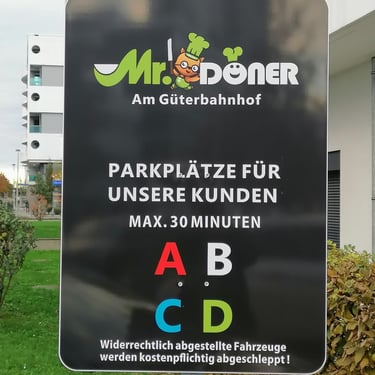 Mr. DÖNER
Am Güterbahnhof
PARKPLÄTZE FÜR
UNSERE KUNDEN
MAX. 30 MINUTEN
A B
C D
Widerrechtlich abgestellte Fahrzeuge
werden kostenpflichtig abgeschleppt!